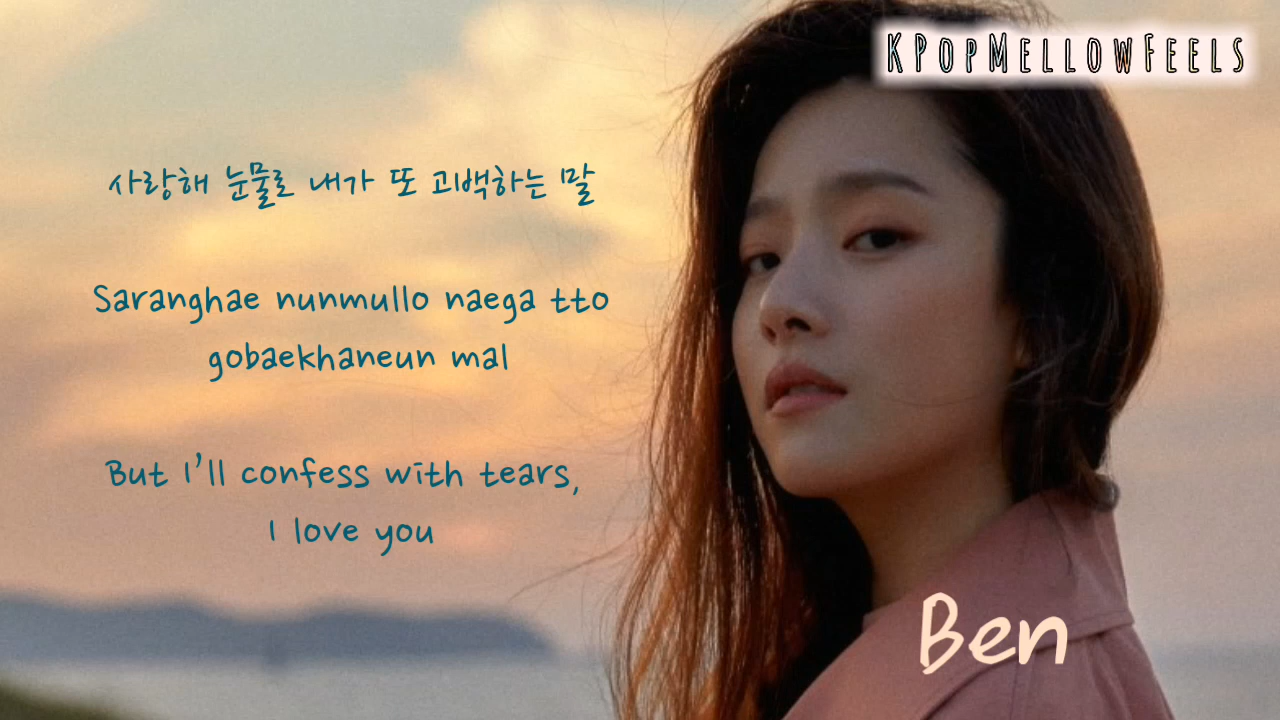 KPopMellowFeels
사랑해 눈물로 내가 또 고백하는 말
Saranghae nunmullo naega tto
gobaekhaneun mal
But I'll confess with tears,
I love you
Ben